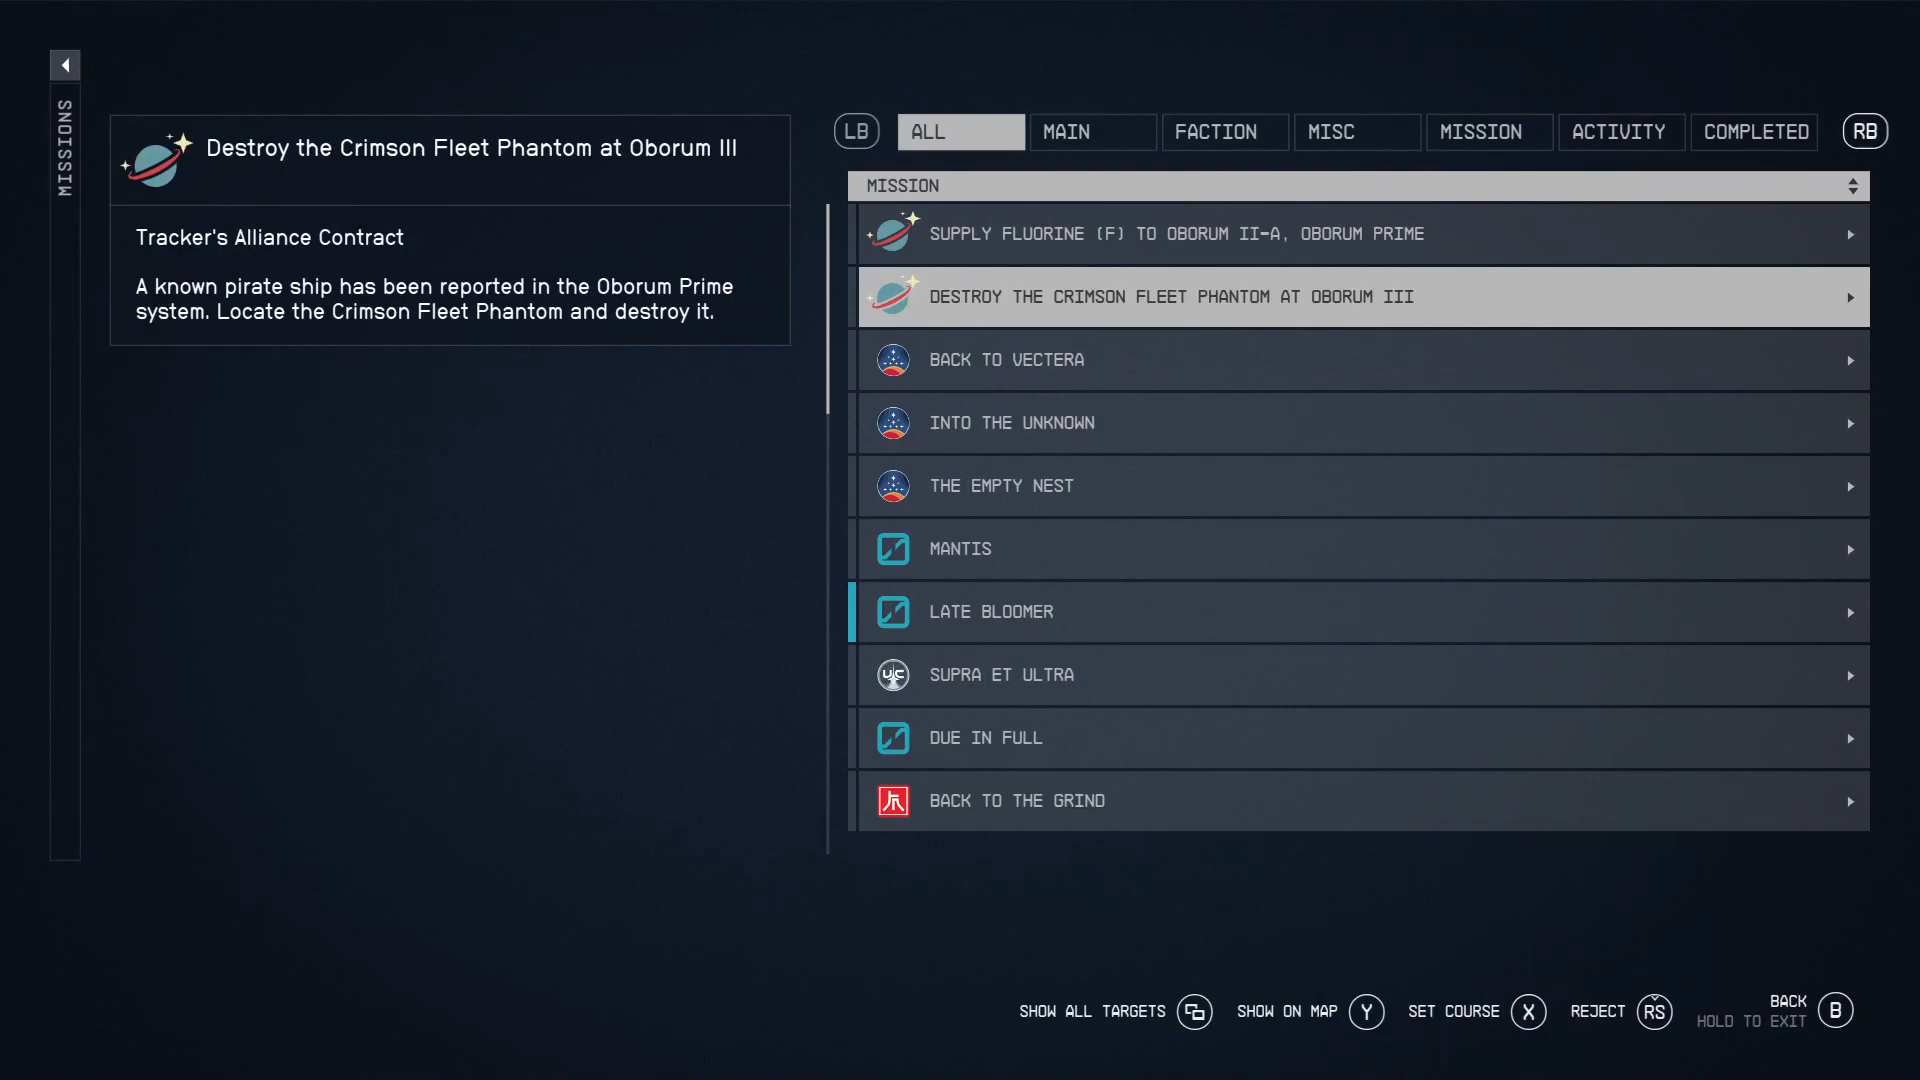 MISSIONS
Destroy the Crimson Fleet Phantom at Oborum III
Tracker's Alliance Contract
A known pirate ship has been reported in the Oborum Prime
system. Locate the Crimson Fleet Phantom and destroy it.
LB ALL MAIN FACTION MISC MISSION ACTIVITY COMPLETED RB
MISSION
SUPPLY FLUORINE (F) TO OBORUM II-A, OBORUM PRIME
DESTROY THE CRIMSON FLEET PHANTOM AT OBORUM III
BACK TO VECTERA
INTO THE UNKNOWN
THE EMPTY NEST
MANTIS
LATE BLOOMER
UC SUPRA ET ULTRA
DUE IN FULL
BACK TO THE GRIND
SHOW ALL TARGETS SHOW ON MAP Y SET COURSE X REJECT RS BACK B
HOLD TO EXIT